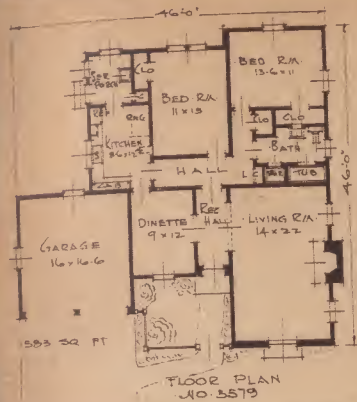 46'-0"
BED RM.
13-6 x 11
CLO
SER
PORCH
BED RM.
11 x 13
REF
RNG
CLO
CLO
KITCHEN
BATH
46'-0"
HALL
L C
TUB
DINETTE
9 x 12
REC
HALL
LIVING RM.
14 x 22
GARAGE
16 x 16-6
583 SQ FT
FLOOR PLAN
NO. 3579